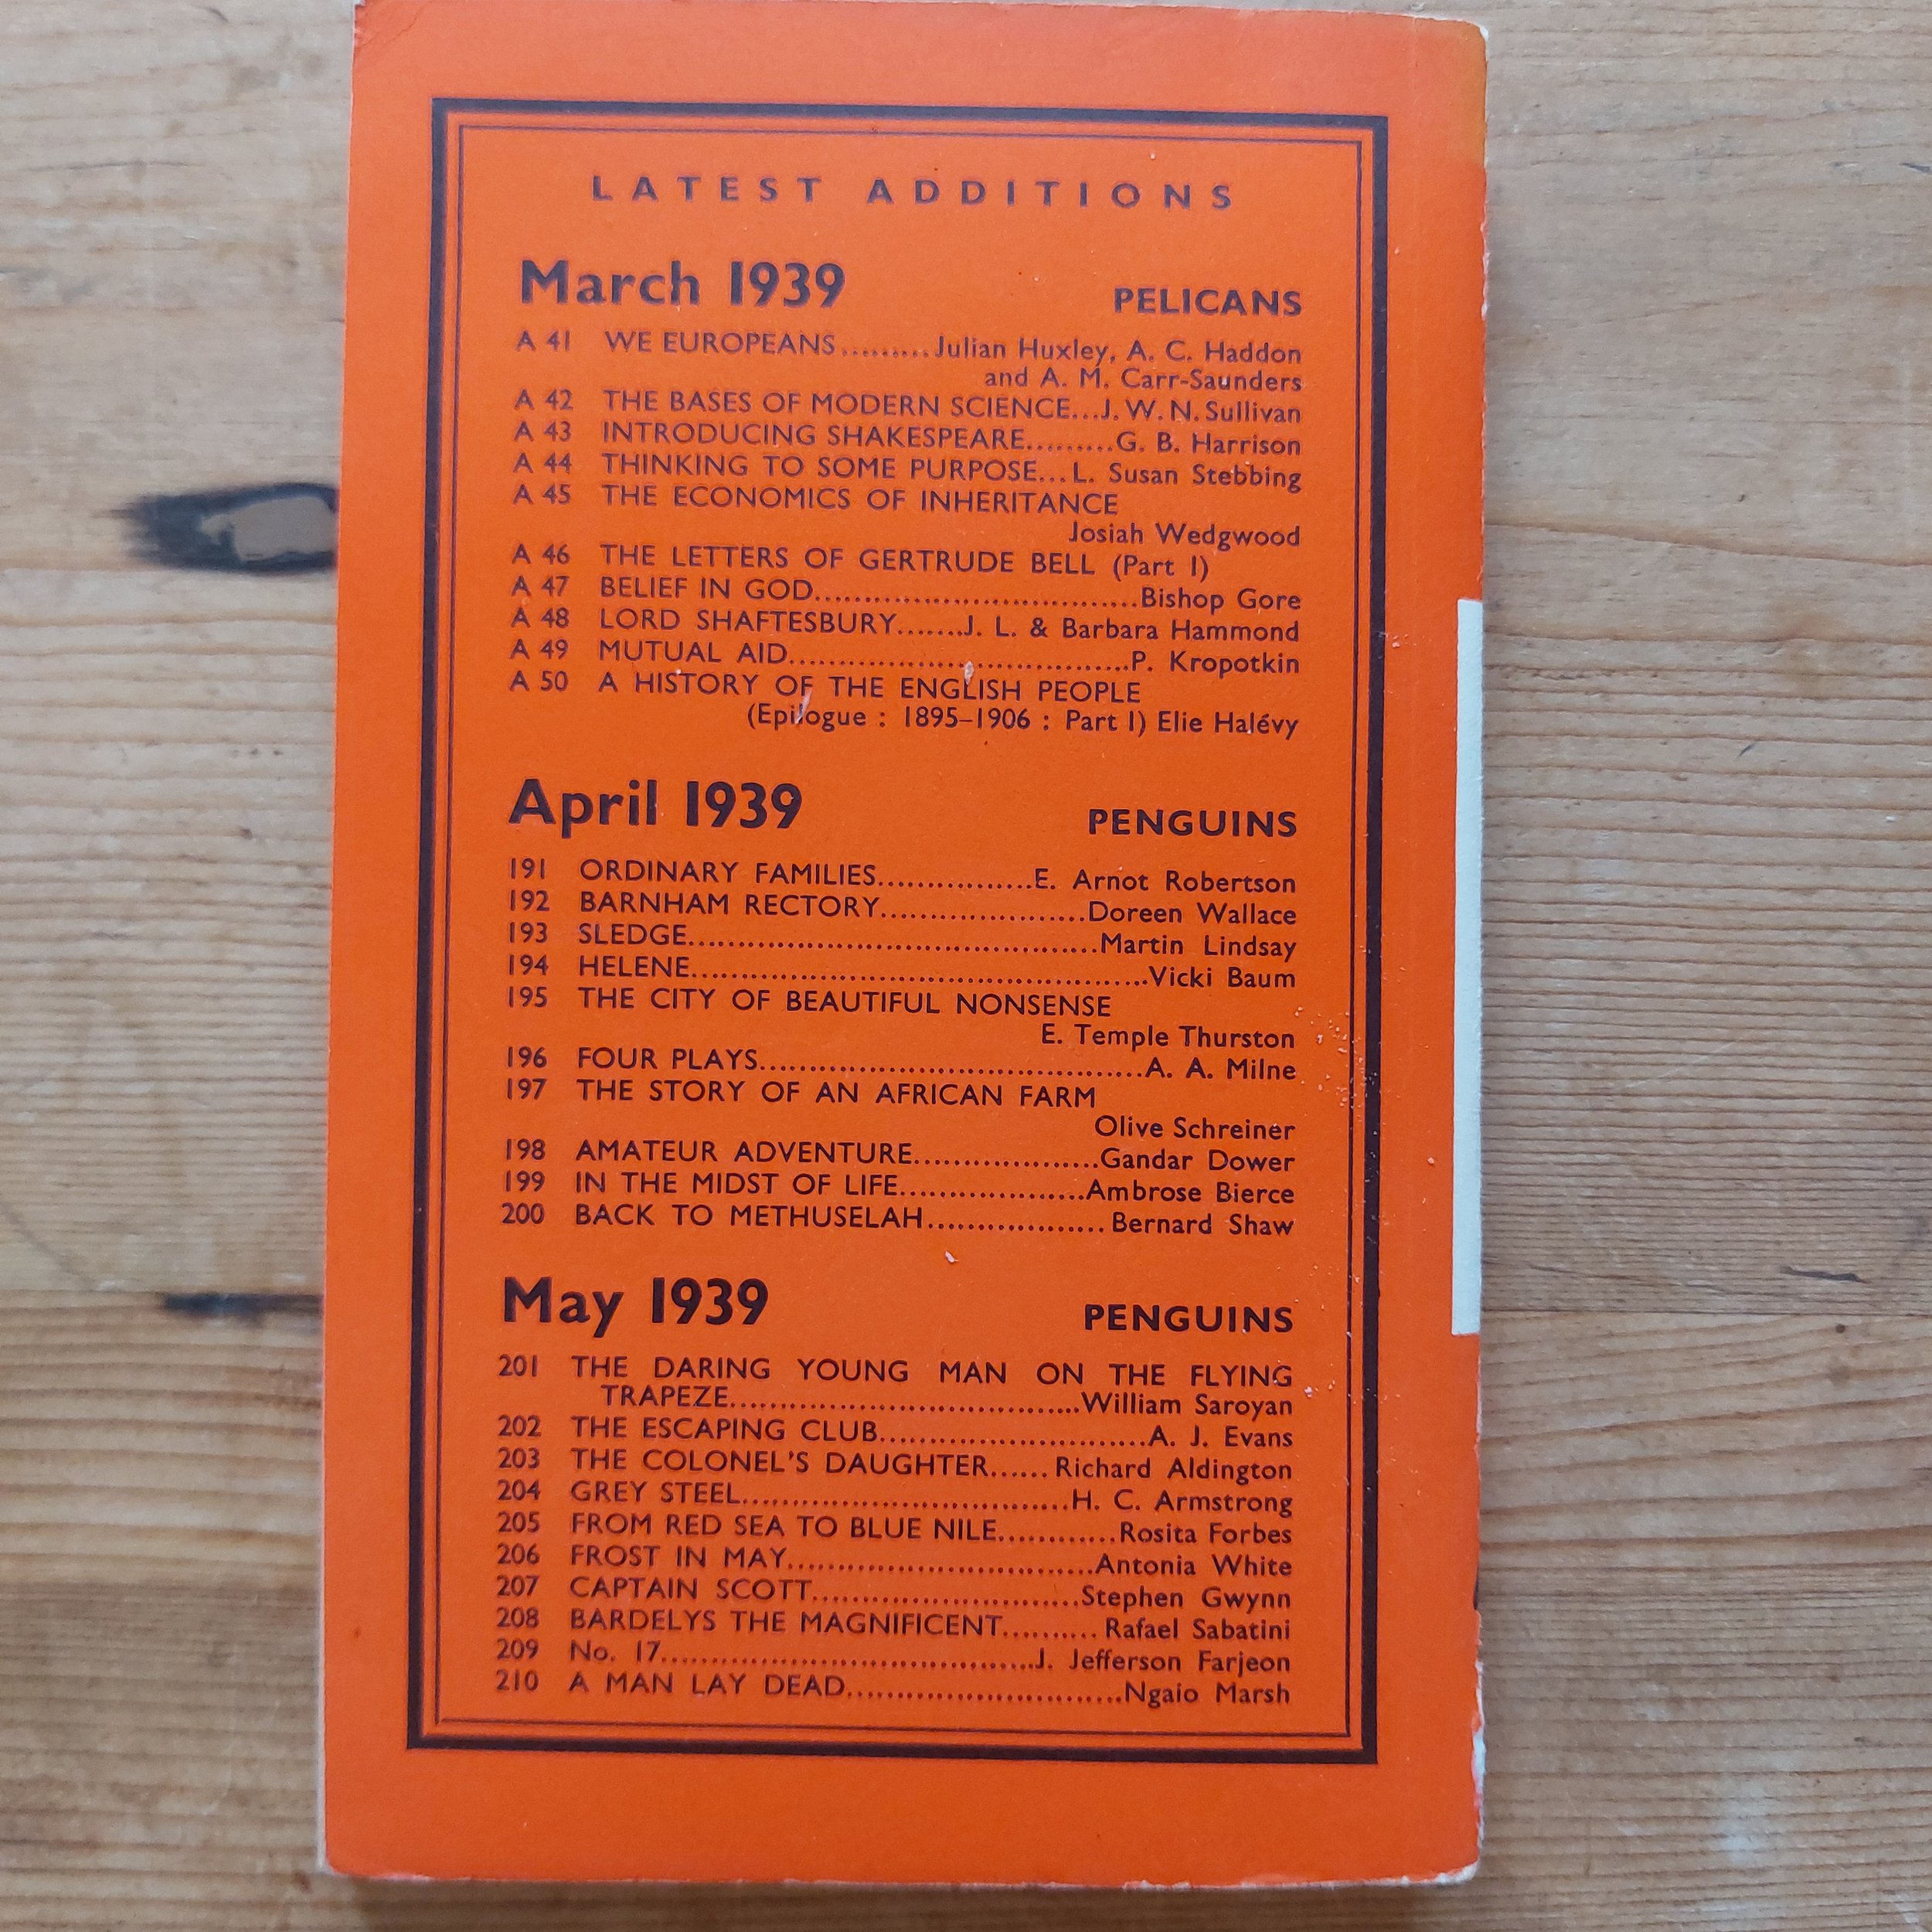 LATEST ADDITIONS
March 1939 PELICANS
A 41 WE EUROPEANS.........Julian Huxley, A. C. Haddon
and A. M. Carr-Saunders
A 42 THE BASES OF MODERN SCIENCE...J. W. N. Sullivan
A 43 INTRODUCING SHAKESPEARE.........G. B. Harrison
A 44 THINKING TO SOME PURPOSE...L. Susan Stebbing
A 45 THE ECONOMICS OF INHERITANCE
Josiah Wedgwood
A 46 THE LETTERS OF GERTRUDE BELL (Part I)
A 47 BELIEF IN GOD.................................Bishop Gore
A 48 LORD SHAFTESBURY.......J. L. & Barbara Hammond
A 49 MUTUAL AID...................................P. Kropotkin
A 50 A HISTORY OF THE ENGLISH PEOPLE
(Epilogue : 1895–1906 : Part I) Elie Halévy
April 1939 PENGUINS
191 ORDINARY FAMILIES................E. Arnot Robertson
192 BARNHAM RECTORY.....................Doreen Wallace
193 SLEDGE..........................................Martin Lindsay
194 HELENE..............................................Vicki Baum
195 THE CITY OF BEAUTIFUL NONSENSE
E. Temple Thurston
196 FOUR PLAYS.......................................A. A. Milne
197 THE STORY OF AN AFRICAN FARM
Olive Schreiner
198 AMATEUR ADVENTURE...................Gandar Dower
199 IN THE MIDST OF LIFE...................Ambrose Bierce
200 BACK TO METHUSELAH..................Bernard Shaw
May 1939 PENGUINS
201 THE DARING YOUNG MAN ON THE FLYING
TRAPEZE....................................William Saroyan
202 THE ESCAPING CLUB...........................A. J. Evans
203 THE COLONEL'S DAUGHTER......Richard Aldington
204 GREY STEEL.................................H. C. Armstrong
205 FROM RED SEA TO BLUE NILE............Rosita Forbes
206 FROST IN MAY...............................Antonia White
207 CAPTAIN SCOTT...........................Stephen Gwynn
208 BARDELYS THE MAGNIFICENT..........Rafael Sabatini
209 No. 17......................................J. Jefferson Farjeon
210 A MAN LAY DEAD............................Ngaio Marsh